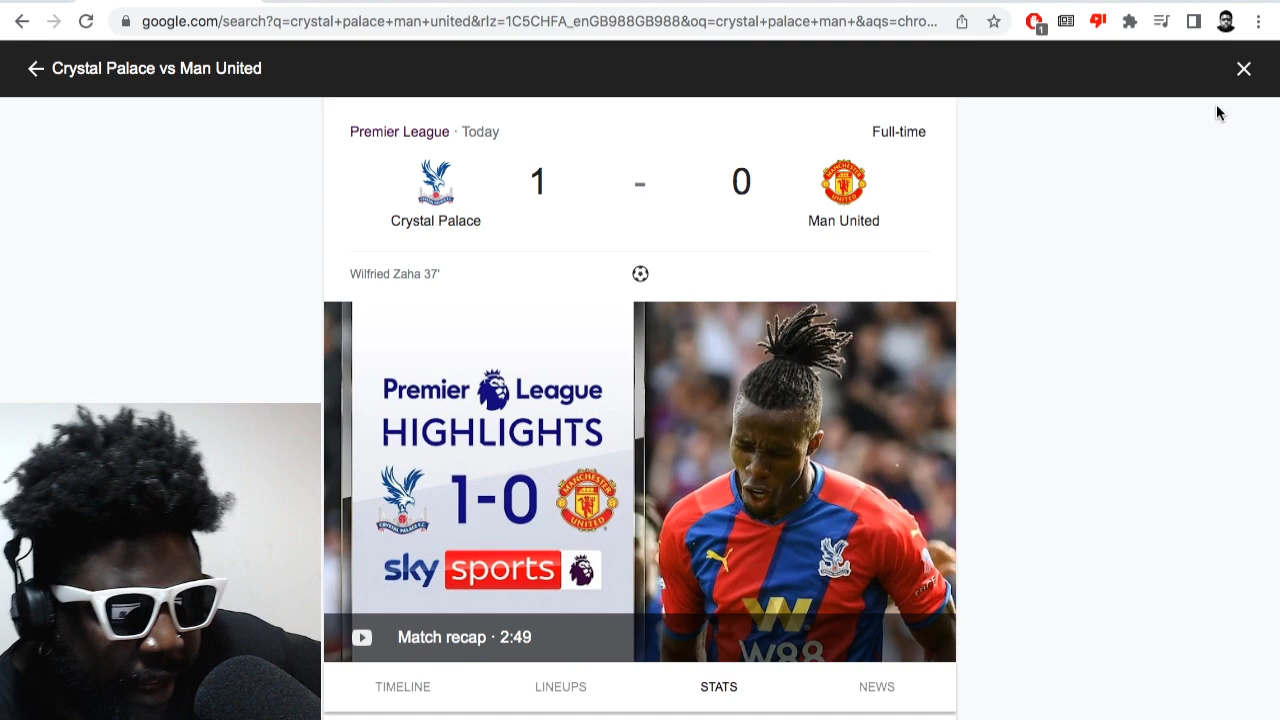 google.com/search?q=crystal+palace+man+united&rlz=1C5CHFA_enGB988GB988&oq=crystal+palace+man+&aqs=chro...
1
Crystal Palace vs Man United
Premier League · Today
Full-time
1 - 0
Crystal Palace
Man United
Wilfried Zaha 37'
Premier League
HIGHLIGHTS
1-0
sky sports
W88
Match recap · 2:49
TIMELINE
LINEUPS
STATS
NEWS